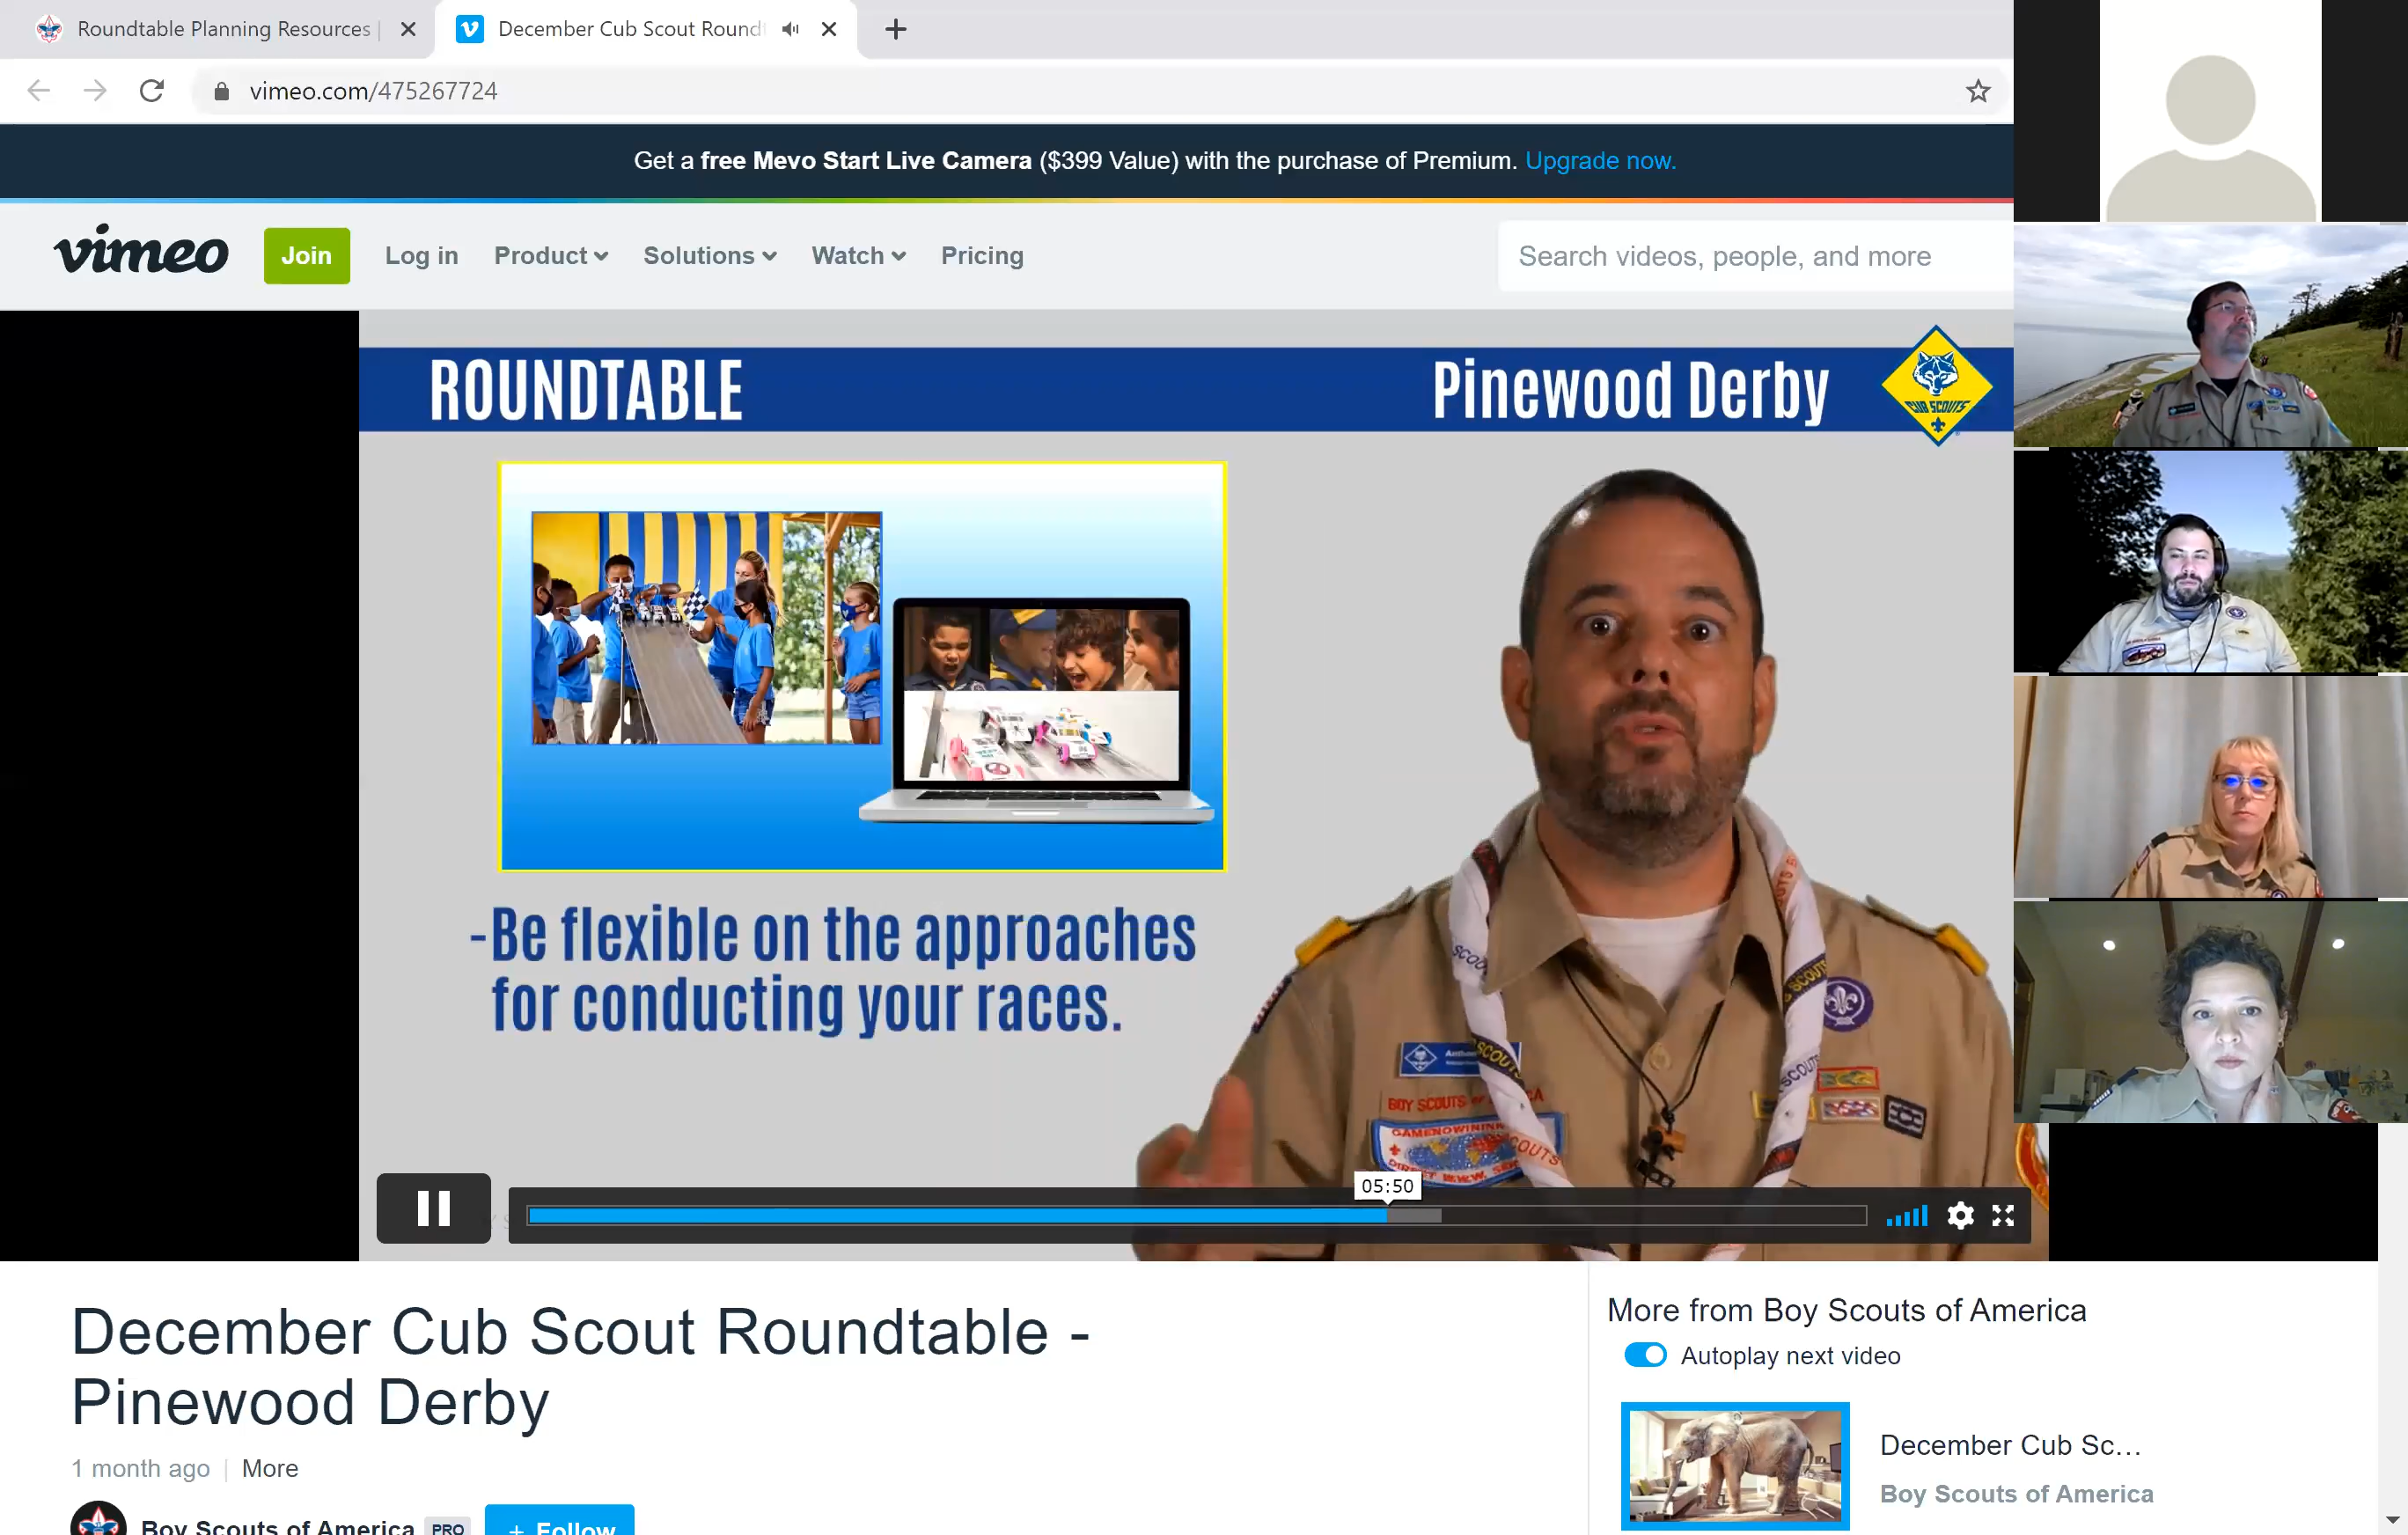 Roundtable Planning Resources |
December Cub Scout Round
vimeo.com/475267724
Get a free Mevo Start Live Camera ($399 Value) with the purchase of Premium. Upgrade now.
vimeo
Join
Log in
Product
Solutions
Watch
Pricing
Search videos, people, and more
ROUNDTABLE
Pinewood Derby
CUB SCOUTS
-Be flexible on the approaches
for conducting your races.
SCOUTS
SCOUTS
BOY SCOUTS
05:50
December Cub Scout Roundtable -
Pinewood Derby
1 month ago | More
Boy Scouts of America PRO
+ Follow
More from Boy Scouts of America
Autoplay next video
December Cub Sc...
Boy Scouts of America